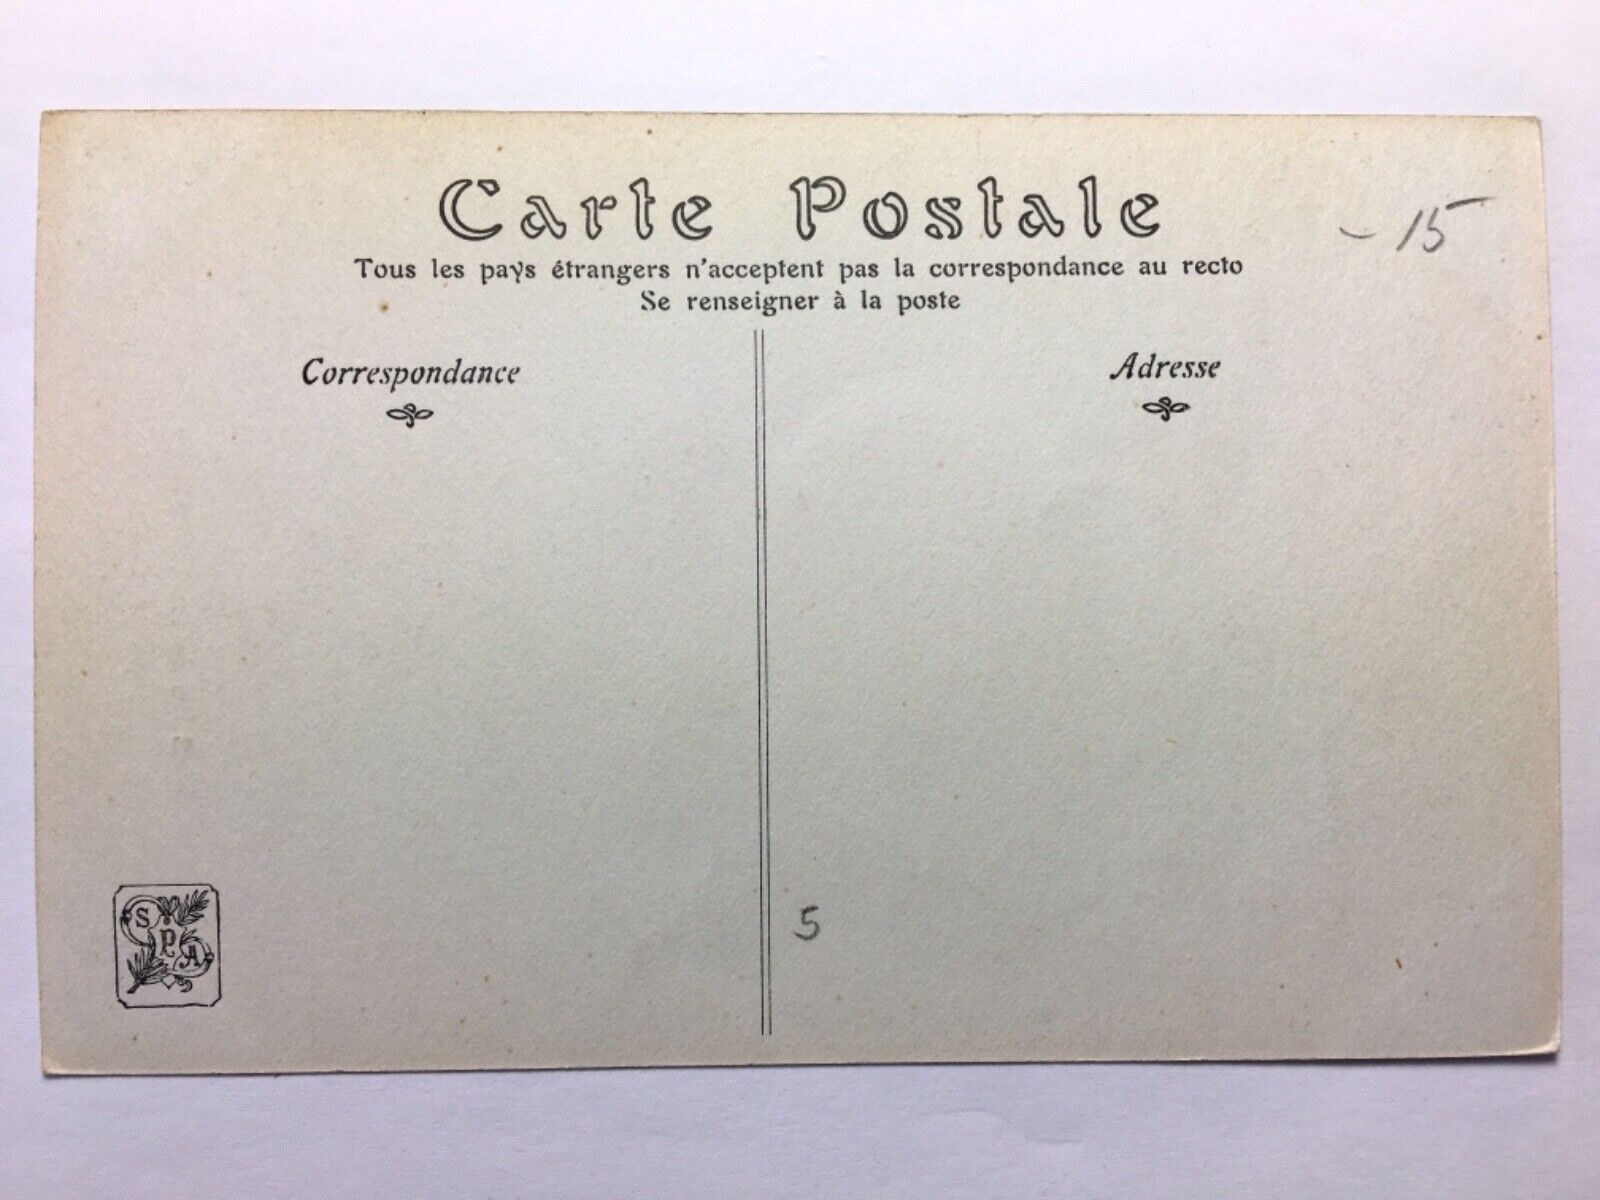 Carte Postale
- 15
Tous les pays étrangers n'acceptent pas la correspondance au recto
Se renseigner à la poste
Correspondance
Adresse
5
S
P
A